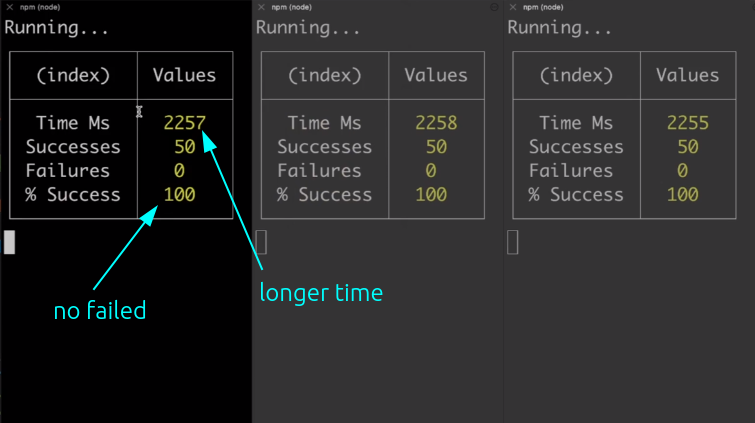 npm (node)
Running...
(index) Values
Time Ms 2257
Successes 50
Failures 0
% Success 100
no failed
longer time
npm (node)
Running...
(index) Values
Time Ms 2258
Successes 50
Failures 0
% Success 100
npm (node)
Running...
(index) Values
Time Ms 2255
Successes 50
Failures 0
% Success 100